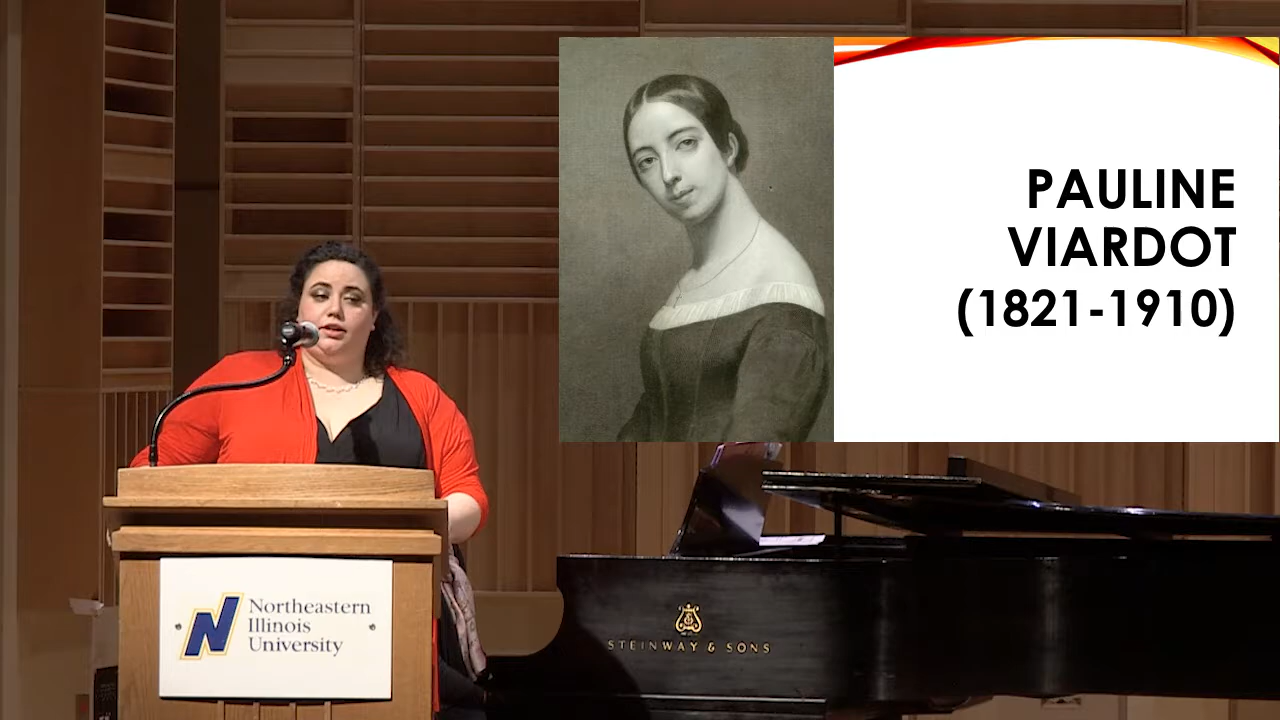 PAULINE
VIARDOT
(1821-1910)
Northeastern
Illinois
University
STEINWAY & SONS